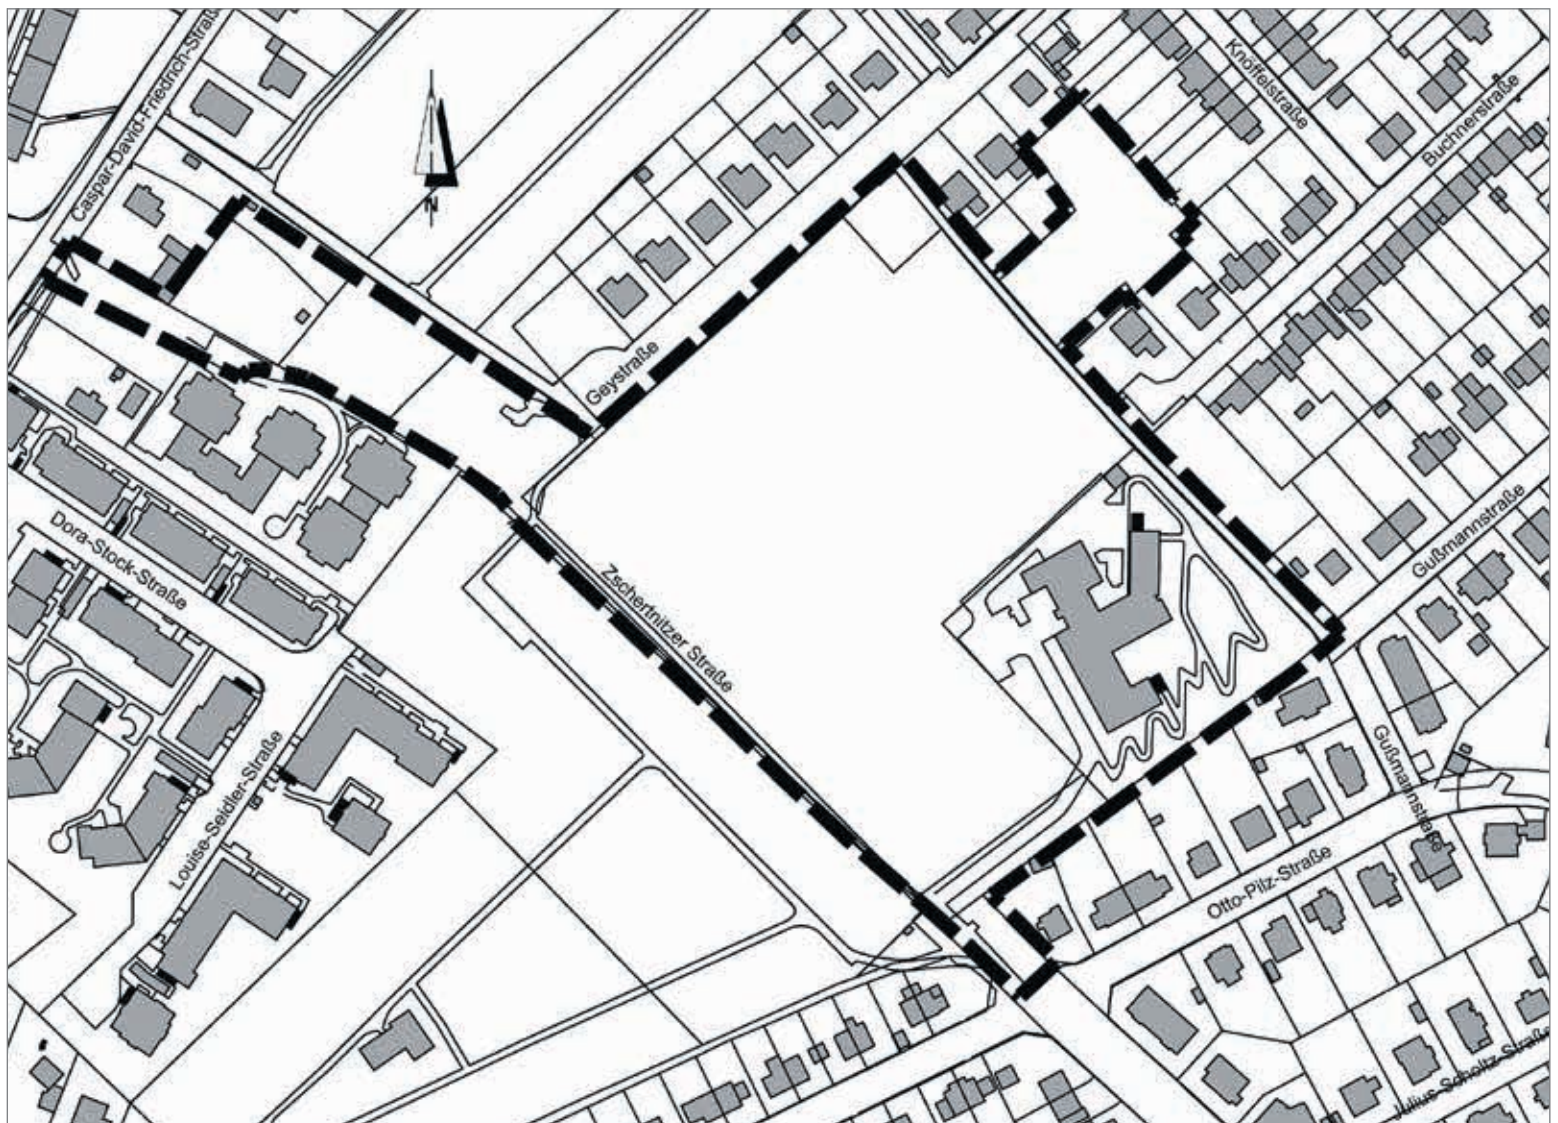 Caspar-David-Friedrich-Straße
Knöffelstraße
Buchnerstraße
N
Geystraße
Gußmannstraße
Dora-Stock-Straße
Zschertnitzer Straße
Louise-Seidler-Straße
Gußmannstraße
Otto-Pilz-Straße
Julius-Scholtz-Straße